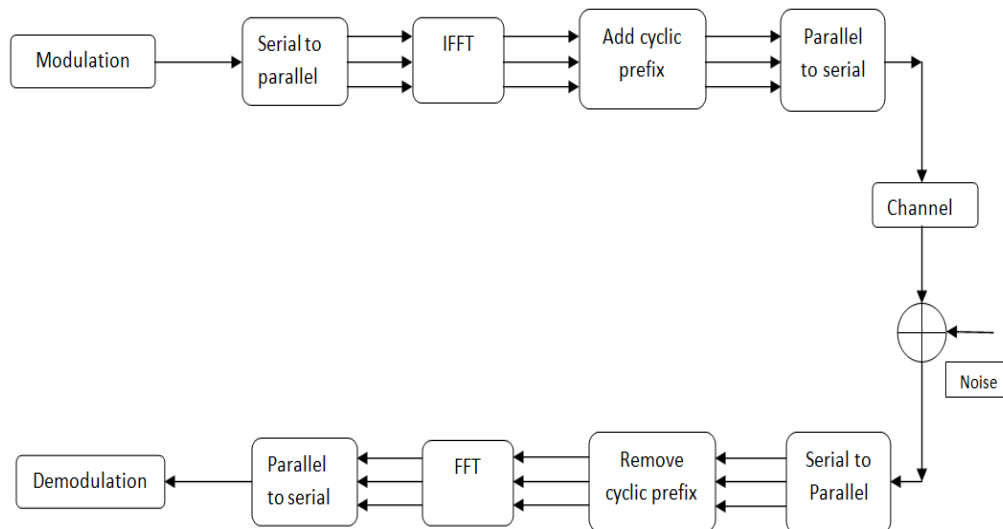 Modulation
Serial to
parallel
IFFT
Add cyclic
prefix
Parallel
to serial
Channel
Noise
Serial to
Parallel
Remove
cyclic prefix
FFT
Parallel
to serial
Demodulation